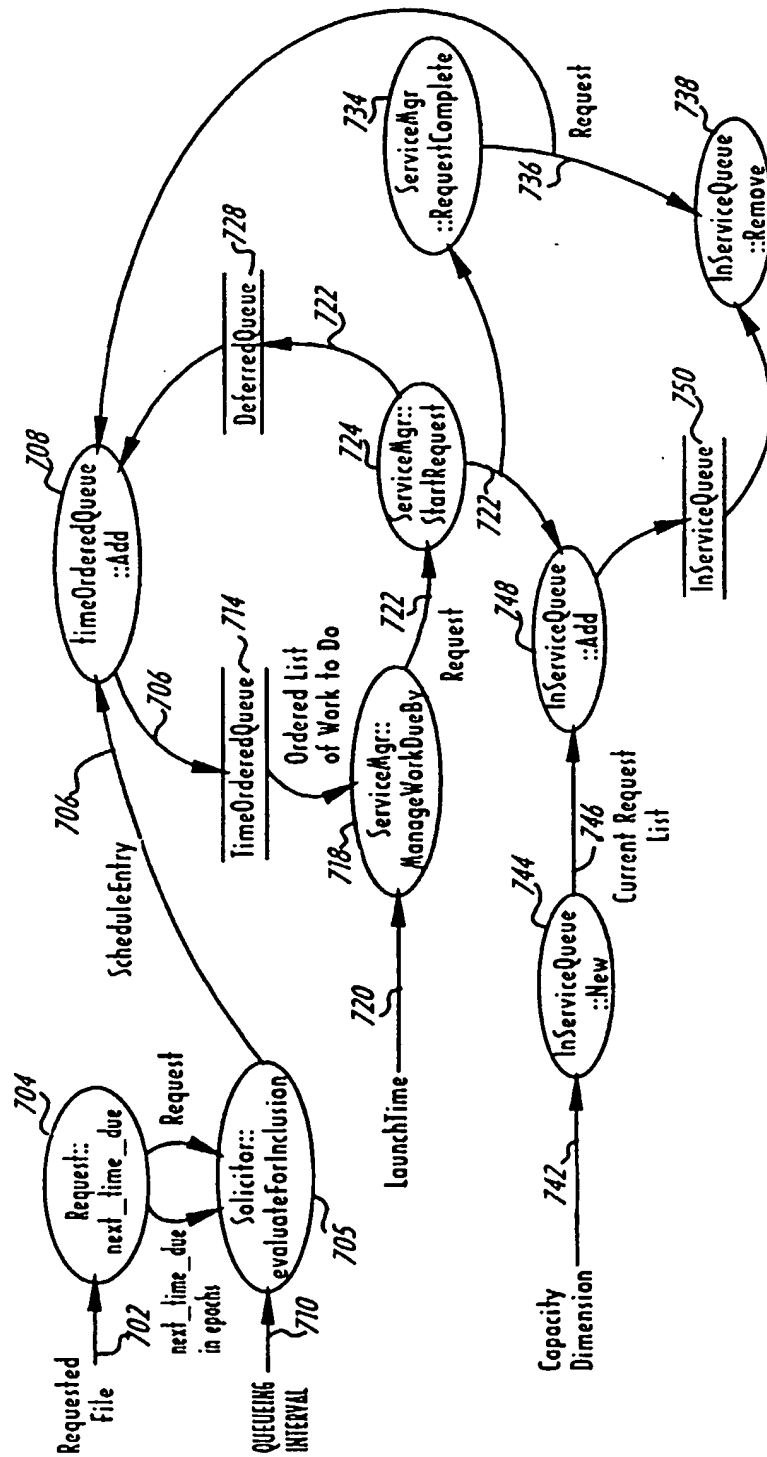 Requested
File
702
704
Request::
next_time_due
Request
next_time_due
in epochs
QUEUEING
INTERVAL
710
Solicitor::
evaluateForInclusion
705
ScheduleEntry
706
708
timeOrderedQueue
::Add
706
714
TimeOrderedQueue
Ordered List
of Work to Do
LaunchTime
720
718
ServiceMgr::
ManageWorkDueBy
722
Request
724
ServiceMgr::
StartRequest
722
728
DeferredQueue
722
734
ServiceMgr
::RequestComplete
736
Request
738
InServiceQueue
::Remove
Capacity
Dimension
742
744
InServiceQueue
::New
746
Current Request
List
748
InServiceQueue
::Add
750
InServiceQueue